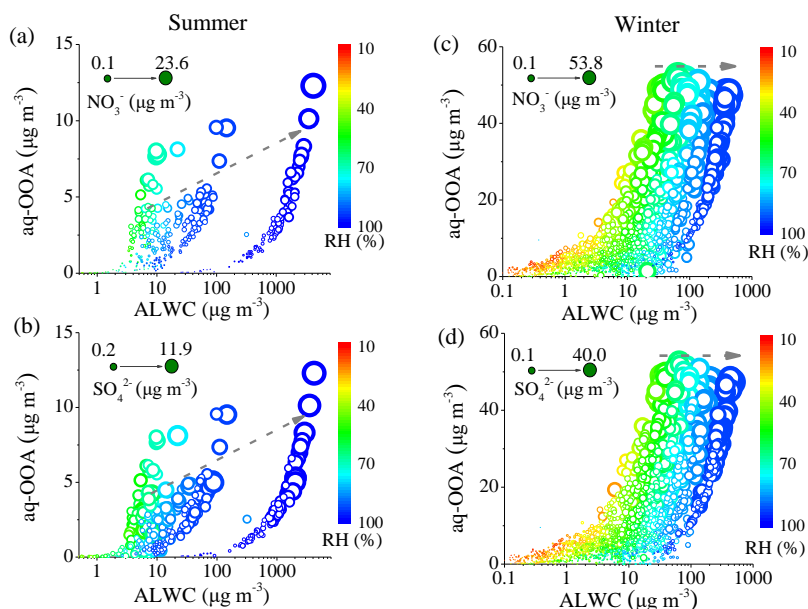 Summer
Winter
(a)
15
10
5
0
aq-OOA (μg m⁻³)
0.1 23.6
NO₃⁻ (μg m⁻³)
1 10 100 1000
ALWC (μg m⁻³)
10
40
70
100
RH (%)
(c)
60
50
40
30
20
10
0
aq-OOA (μg m⁻³)
0.1 53.8
NO₃⁻ (μg m⁻³)
0.1 1 10 100 1000
ALWC (μg m⁻³)
10
40
70
100
RH (%)
(b)
15
10
5
0
aq-OOA (μg m⁻³)
0.2 11.9
SO₄²⁻ (μg m⁻³)
1 10 100 1000
ALWC (μg m⁻³)
10
40
70
100
RH (%)
(d)
60
40
20
0
aq-OOA (μg m⁻³)
0.1 40.0
SO₄²⁻ (μg m⁻³)
0.1 1 10 100 1000
ALWC (μg m⁻³)
10
40
70
100
RH (%)